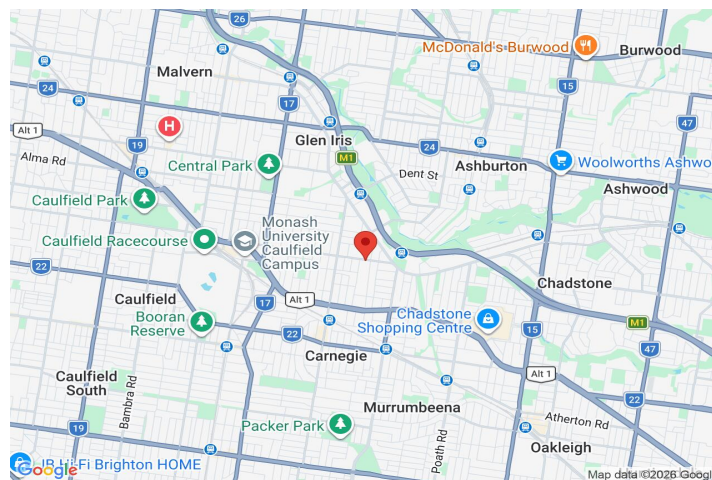 26
McDonald's Burwood
Burwood
Malvern
24
17
15
Alt 1
19
H
Glen Iris
47
24
Alma Rd
M1
Central Park
Dent St
Ashburton
Woolworths Ashwo
Ashwood
Caulfield Park
Monash
University
Caulfield
Campus
Caulfield Racecourse
22
Chadstone
Caulfield
17
Alt 1
Booran
Reserve
22
Chadstone
Shopping Centre
15
M1
47
Carnegie
Caulfield
South
Bambra Rd
Alt 1
22
Murrumbeena
Atherton Rd
19
Packer Park
Poath Rd
Oakleigh
JB Hi-Fi Brighton HOME
Google
Map data ©2026 Googl